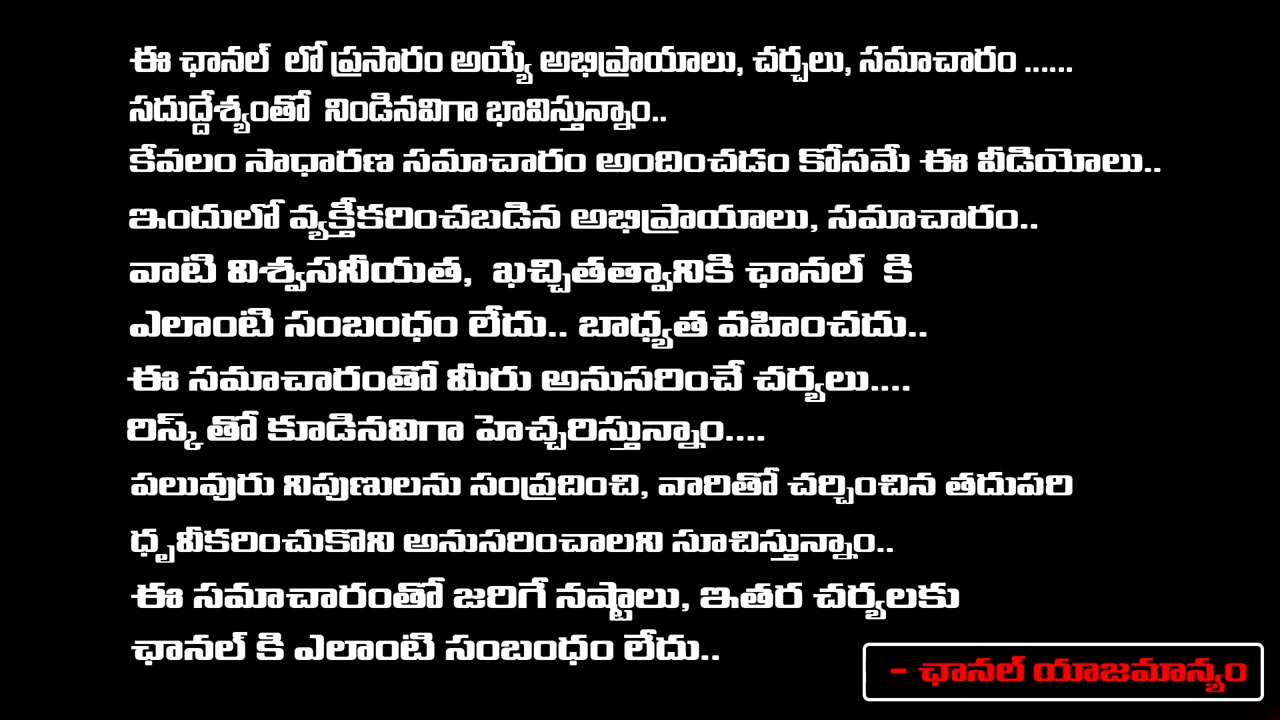 ఈ ఛానల్ లో ప్రసారం అయ్యే అభిప్రాయాలు, చర్చలు, సమాచారం ......
సదుద్దేశ్యంతో నిండినవిగా భావిస్తున్నాం..
కేవలం సాధారణ సమాచారం అందించడం కోసమే ఈ వీడియోలు..
ఇందులో వ్యక్తీకరించబడిన అభిప్రాయాలు, సమాచారం..
వాటి విశ్వసనీయత, ఖచ్చితత్వానికి ఛానల్ కి
ఎలాంటి సంబంధం లేదు.. బాధ్యత వహించదు..
ఈ సమాచారంతో మీరు అనుసరించే చర్యలు....
రిస్క్ తో కూడినవిగా హెచ్చరిస్తున్నాం....
పలువురు నిపుణులను సంప్రదించి, వారితో చర్చించిన తదుపరి
ధృవీకరించుకొని అనుసరించాలని సూచిస్తున్నాం..
ఈ సమాచారంతో జరిగే నష్టాలు, ఇతర చర్యలకు
ఛానల్ కి ఎలాంటి సంబంధం లేదు..
- ఛానల్ యాజమాన్యం